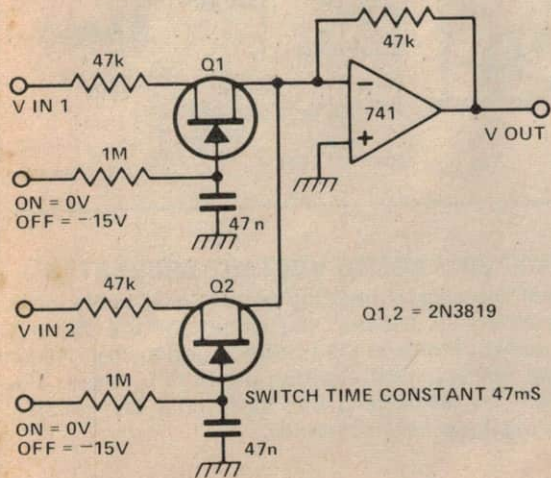 47k
Q1
47k
V IN 1
741
V OUT
1M
ON = 0V
OFF = –15V
47n
47k
Q2
Q1,2 = 2N3819
V IN 2
1M
SWITCH TIME CONSTANT 47mS
ON = 0V
OFF = –15V
47n